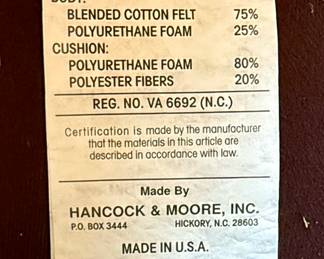 BODY:
BLENDED COTTON FELT 75%
POLYURETHANE FOAM 25%
CUSHION:
POLYURETHANE FOAM 80%
POLYESTER FIBERS 20%
REG. NO. VA 6692 (N.C.)
Certification is made by the manufacturer
that the materials in this article are
described in accordance with law.
Made By
HANCOCK & MOORE, INC.
P.O. BOX 3444 HICKORY, N.C. 28603
MADE IN U.S.A.